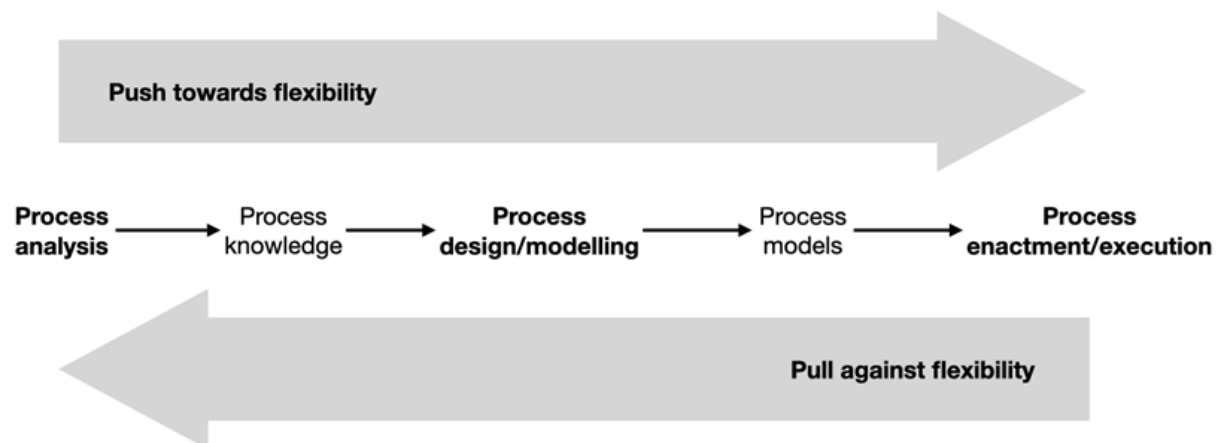 Push towards flexibility
Process
analysis
Process
knowledge
Process
design/modelling
Process
models
Process
enactment/execution
Pull against flexibility